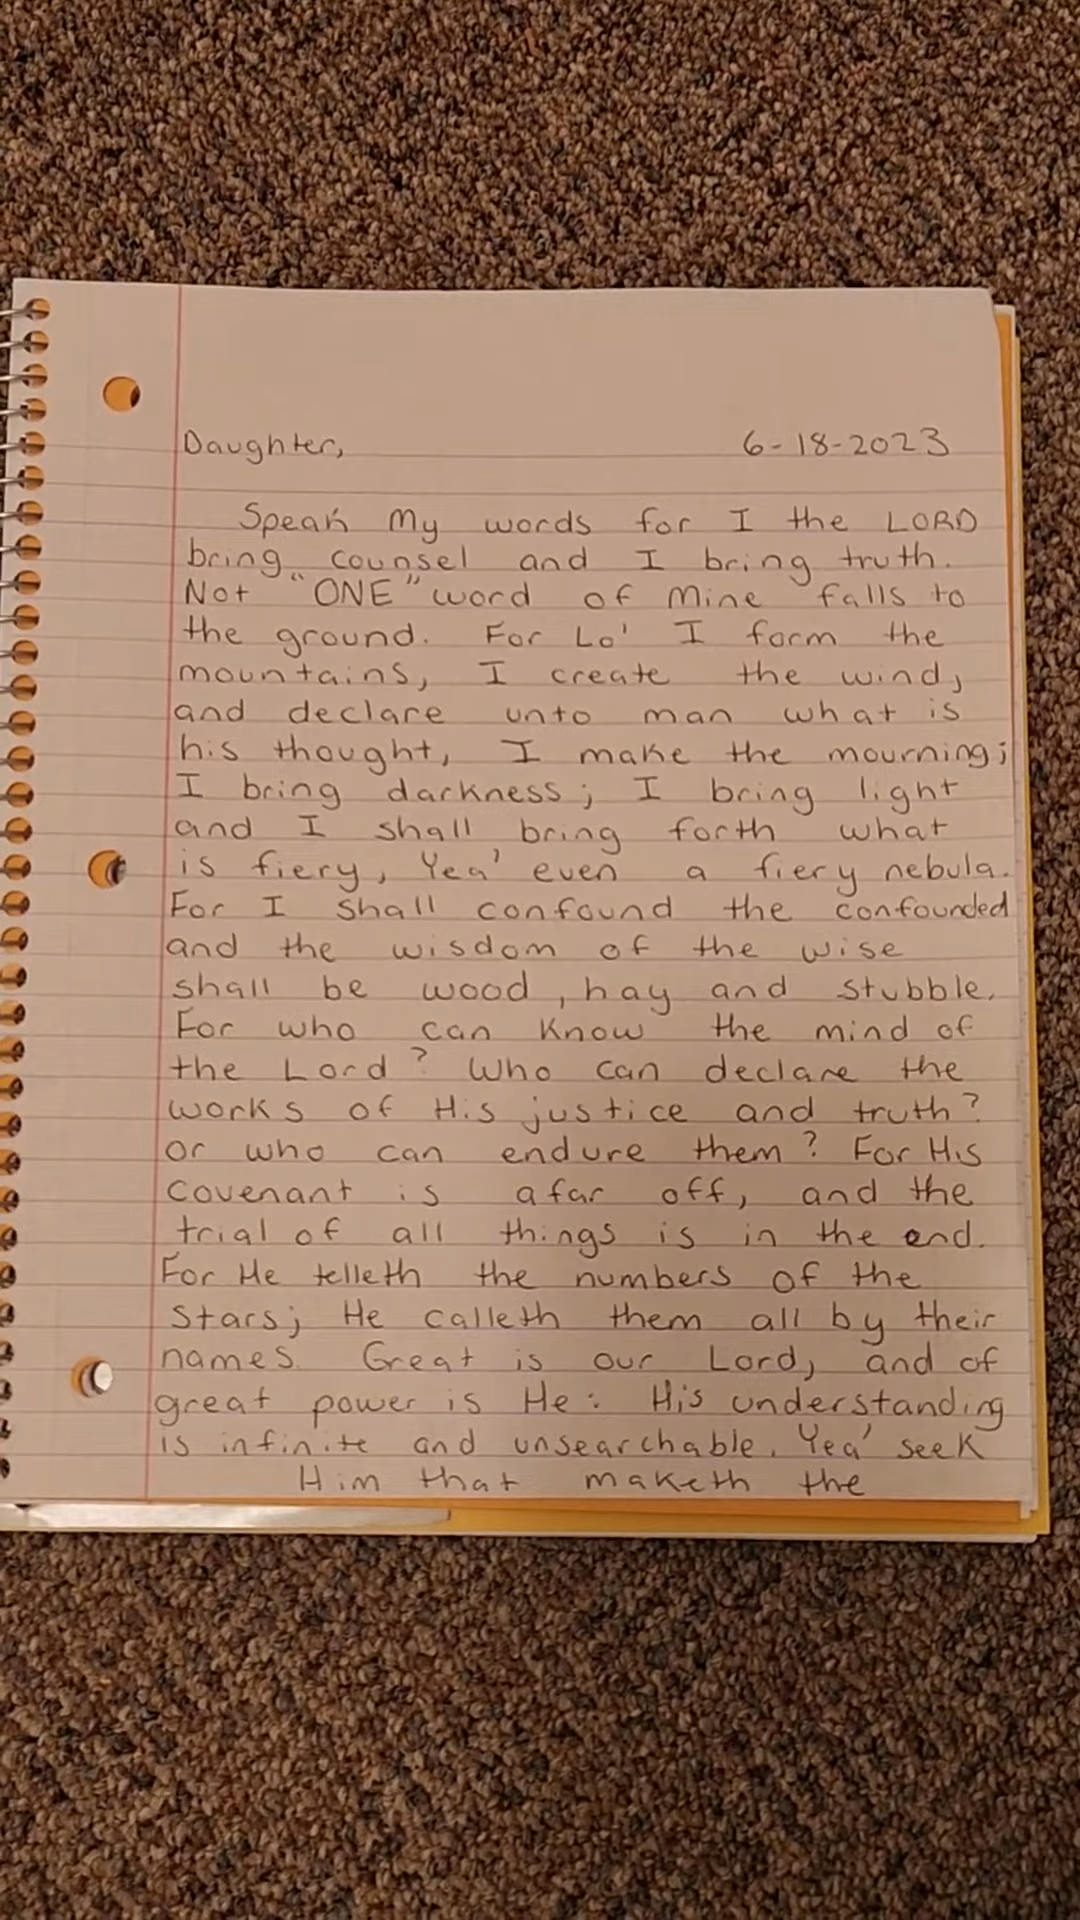 Daughter, 6-18-2023
Speak My words for I the LORD
bring counsel and I bring truth.
Not "ONE" word of Mine falls to
the ground. For Lo' I form the
mountains, I create the wind,
and declare unto man what is
his thought, I make the mourning;
I bring darkness; I bring light
and I shall bring forth what
is fiery, Yea' even a fiery nebula.
For I shall confound the confounded
and the wisdom of the wise
shall be wood, hay and stubble.
For who can know the mind of
the Lord? Who can declare the
works of His justice and truth?
or who can endure them? For His
covenant is afar off, and the
trial of all things is in the end.
For He telleth the numbers of the
stars; He calleth them all by their
names. Great is our Lord, and of
great power is He: His understanding
is infinite and unsearchable. Yea' seek
Him that maketh the